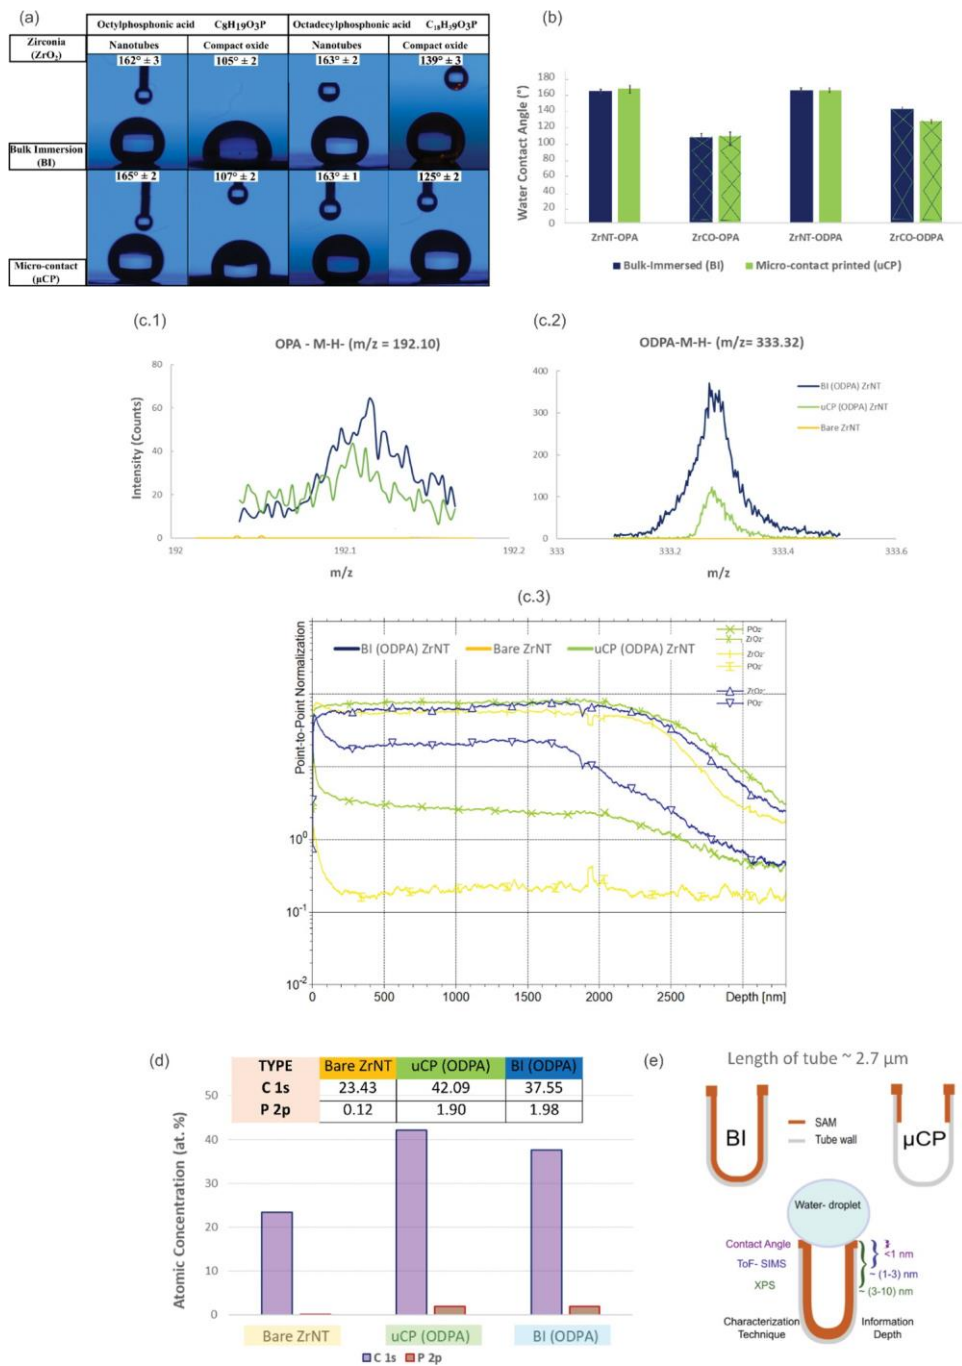 (a)
Octylphosphonic acid C8H19O3P Octadecylphosphonic acid C₁₈H₃₉O₃P
Zirconia (ZrO₂) Nanotubes Compact oxide Nanotubes Compact oxide
162° ± 3 105° ± 2 163° ± 2 139° ± 3
Bulk Immersion (BI)
165° ± 2 107° ± 2 163° ± 1 125° ± 2
Micro-contact (µCP)
(b)
Water Contact Angle (°)
180
160
140
120
100
80
60
40
20
0
ZrNT-OPA ZrCO-OPA ZrNT-ODPA ZrCO-ODPA
Bulk-Immersed (BI) Micro-contact printed (uCP)
(c.1)
OPA - M-H- (m/z = 192.10)
Intensity (Counts)
80
60
40
20
0
192 192.1 192.2
m/z
(c.2)
ODPA-M-H- (m/z= 333.32)
400
300
200
100
0
BI (ODPA) ZrNT
uCP (ODPA) ZrNT
Bare ZrNT
333 333.2 333.4 333.6
m/z
(c.3)
Point-to-Point Normalization
BI (ODPA) ZrNT Bare ZrNT uCP (ODPA) ZrNT
PO₂⁻
ZrO₂⁻
ZrO₂⁻
PO₂⁻
ZrO₂⁻
PO₂⁻
10⁰
10⁻¹
10⁻²
0 500 1000 1500 2000 2500 Depth [nm]
(d)
TYPE Bare ZrNT uCP (ODPA) BI (ODPA)
C 1s 23.43 42.09 37.55
P 2p 0.12 1.90 1.98
Atomic Concentration (at. %)
50
40
30
20
10
0
Bare ZrNT uCP (ODPA) BI (ODPA)
C 1s P 2p
(e)
Length of tube ~ 2.7 µm
BI
SAM
Tube wall
µCP
Water- droplet
Contact Angle <1 nm
ToF- SIMS ~ (1-3) nm
XPS ~ (3-10) nm
Characterization Technique
Information Depth